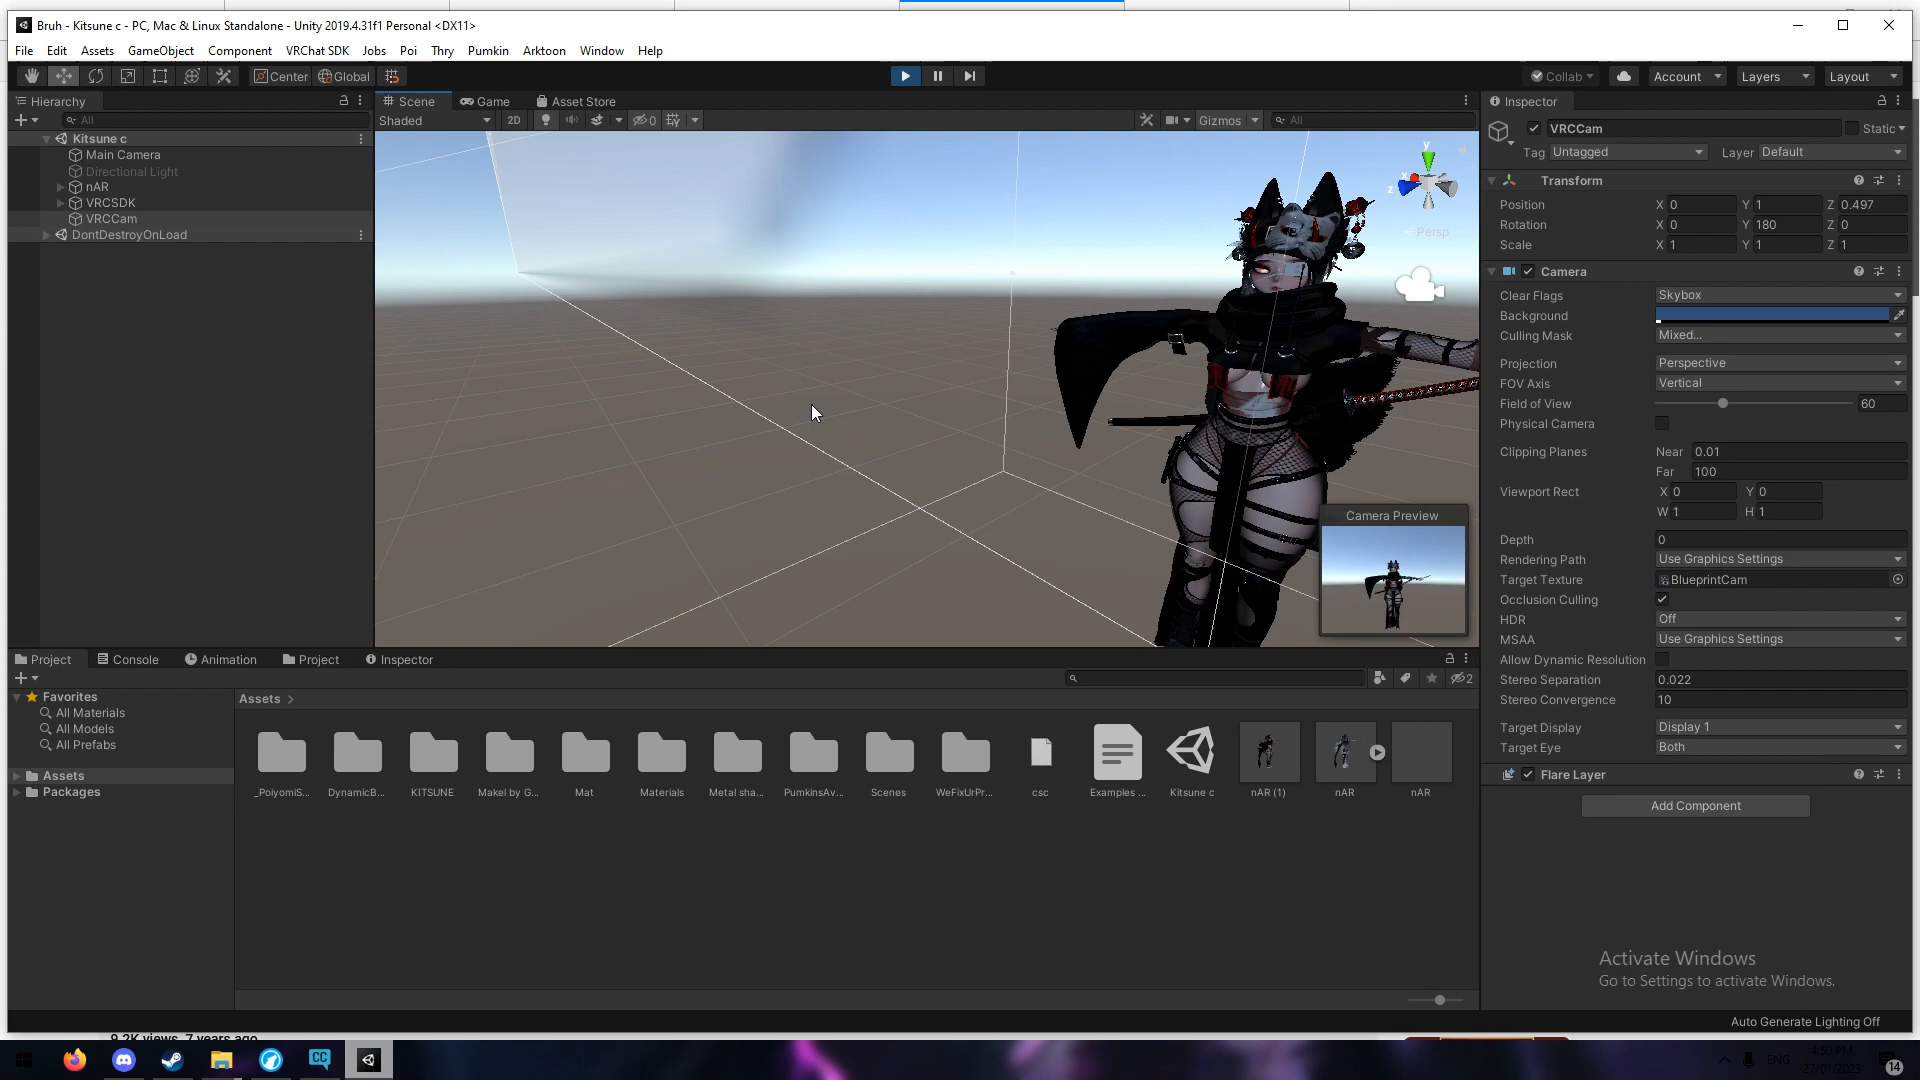 Bruh - Kitsune c - PC, Mac & Linux Standalone - Unity 2019.4.31f1 Personal <DX11>
File Edit Assets GameObject Component VRChat SDK Jobs Poi Thry Pumkin Arktoon Window Help
Center Global Collab Account Layers Layout
Hierarchy
All
Kitsune c
Main Camera
Directional Light
nAR
VRCSDK
VRCCam
DontDestroyOnLoad
Scene Game Asset Store
Shaded 2D 0 Gizmos All
y
x
z
Persp
Camera Preview
Inspector
VRCCam Static
Tag Untagged Layer Default
Transform
Position X 0 Y 1 Z 0.497
Rotation X 0 Y 180 Z 0
Scale X 1 Y 1 Z 1
Camera
Clear Flags Skybox
Background
Culling Mask Mixed...
Projection Perspective
FOV Axis Vertical
Field of View 60
Physical Camera
Clipping Planes Near 0.01
Far 100
Viewport Rect X 0 Y 0
W 1 H 1
Depth 0
Rendering Path Use Graphics Settings
Target Texture BlueprintCam
Occlusion Culling
HDR Off
MSAA Use Graphics Settings
Allow Dynamic Resolution
Stereo Separation 0.022
Stereo Convergence 10
Target Display Display 1
Target Eye Both
Flare Layer
Add Component
Project Console Animation Project Inspector
2
Favorites
All Materials
All Models
All Prefabs
Assets
Packages
Assets
_PoiyomiS... DynamicB... KITSUNE Makel by G... Mat Materials Metal sha... PumkinsAv... Scenes WeFixUrPr... csc Examples ... Kitsune c nAR (1) nAR nAR
Activate Windows
Go to Settings to activate Windows.
Auto Generate Lighting Off
9.2K views 7 years ago
CC
ENG
14